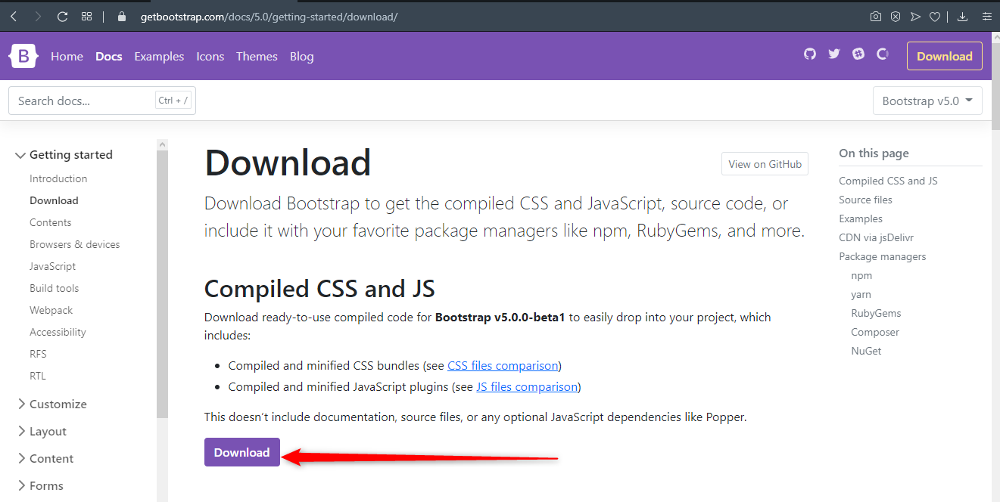 getbootstrap.com/docs/5.0/getting-started/download/
B
Home Docs Examples Icons Themes Blog
Download
Search docs...
Ctrl + /
Bootstrap v5.0
Getting started
Introduction
Download
Contents
Browsers & devices
JavaScript
Build tools
Webpack
Accessibility
RFS
RTL
Customize
Layout
Content
Forms
Download
View on GitHub
Download Bootstrap to get the compiled CSS and JavaScript, source code, or
include it with your favorite package managers like npm, RubyGems, and more.
Compiled CSS and JS
Download ready-to-use compiled code for Bootstrap v5.0.0-beta1 to easily drop into your project, which
includes:
Compiled and minified CSS bundles (see CSS files comparison)
Compiled and minified JavaScript plugins (see JS files comparison)
This doesn’t include documentation, source files, or any optional JavaScript dependencies like Popper.
Download
On this page
Compiled CSS and JS
Source files
Examples
CDN via jsDelivr
Package managers
npm
yarn
RubyGems
Composer
NuGet